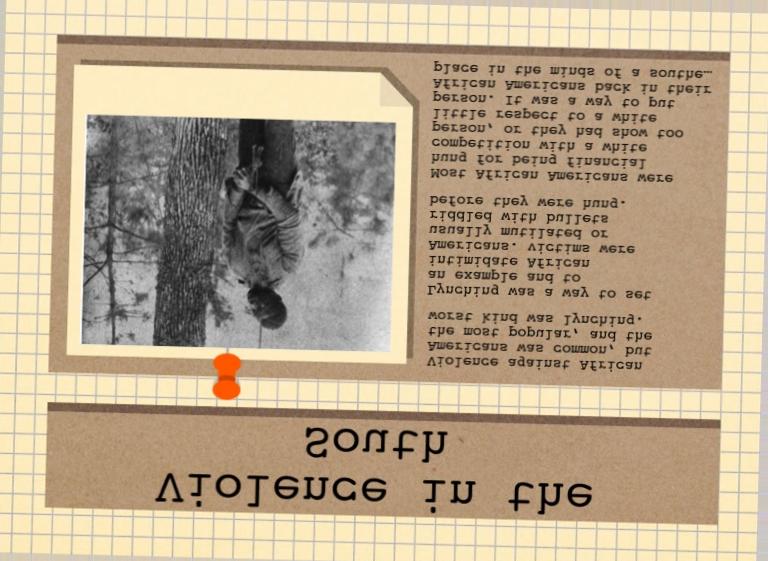 Violence in the
South
Violence against African
Americans was common, but
the most popular, and the
worst kind was lynching.
Lynching was a way to set
an example and to
intimidate African
Americans. Victims were
usually mutilated or
riddled with bullets
before they were hung.
Most African Americans were
hung for being financial
competition with a white
person, or they had show too
little respect to a white
person. It was a way to put
African Americans back in their
place in the minds of a southe…